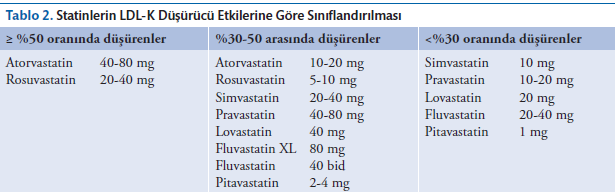 Tablo 2. Statinlerin LDL-K Düşürücü Etkilerine Göre Sınıflandırılması
≥ %50 oranında düşürenler %30-50 arasında düşürenler <%30 oranında düşürenler
Atorvastatin 40-80 mg Atorvastatin 10-20 mg Simvastatin 10 mg
Rosuvastatin 20-40 mg Rosuvastatin 5-10 mg Pravastatin 10-20 mg
Simvastatin 20-40 mg Lovastatin 20 mg
Pravastatin 40-80 mg Fluvastatin 20-40 mg
Lovastatin 40 mg Pitavastatin 1 mg
Fluvastatin XL 80 mg
Fluvastatin 40 bid
Pitavastatin 2-4 mg